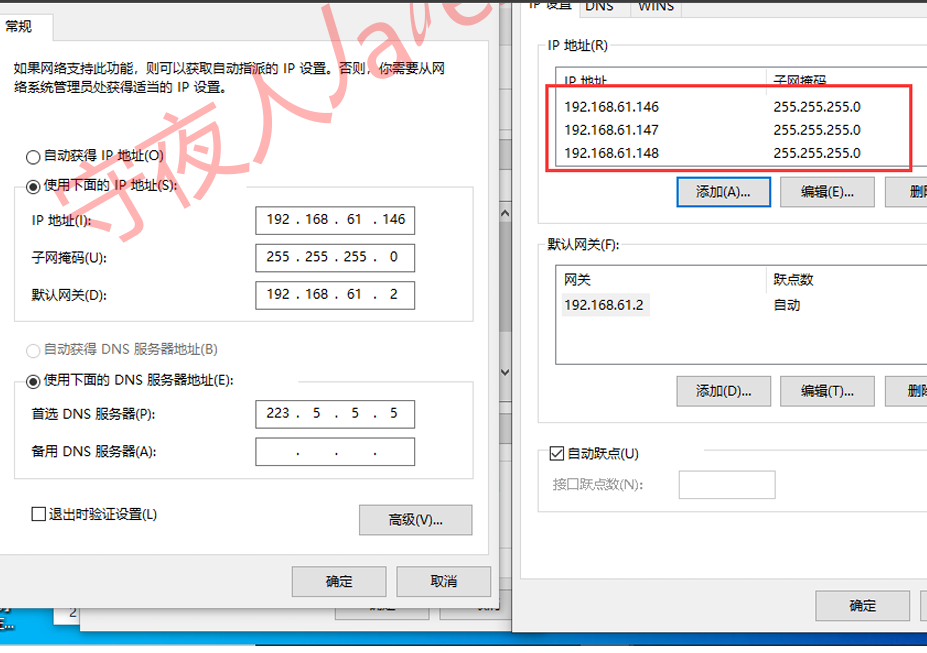 常规
如果网络支持此功能，则可以获取自动指派的 IP 设置。否则，你需要从网
络系统管理员处获得适当的 IP 设置。
自动获得 IP 地址(O)
使用下面的 IP 地址(S):
IP 地址(I):
192 . 168 . 61 . 146
子网掩码(U):
255 . 255 . 255 . 0
默认网关(D):
192 . 168 . 61 . 2
自动获得 DNS 服务器地址(B)
使用下面的 DNS 服务器地址(E):
首选 DNS 服务器(P):
223 . 5 . 5 . 5
备用 DNS 服务器(A):
. . .
退出时验证设置(L)
高级(V)...
确定 取消
守夜人Jade
2
IP 设置 DNS WINS
IP 地址(R)
IP 地址 子网掩码
192.168.61.146 255.255.255.0
192.168.61.147 255.255.255.0
192.168.61.148 255.255.255.0
添加(A)... 编辑(E)...
默认网关(F):
网关 跃点数
192.168.61.2 自动
添加(D)... 编辑(T)...
自动跃点(U)
接口跃点数(N):
确定